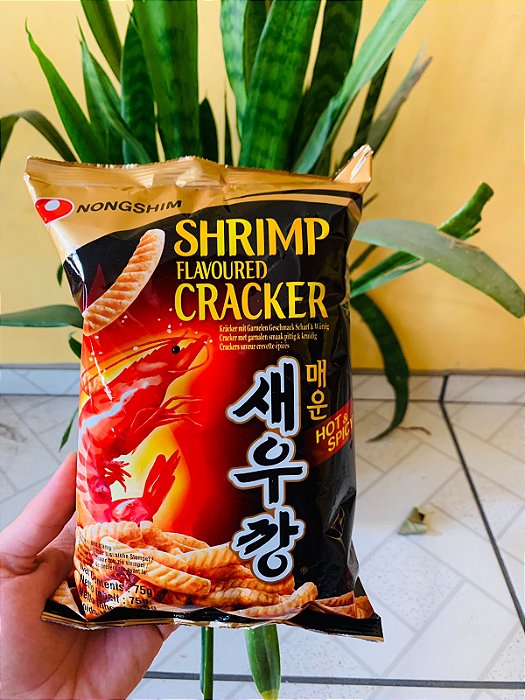 NONGSHIM
SHRIMP
FLAVOURED
CRACKER
Kräcker mit Garnelen Geschmack Scharf & Würzig
Cracker met garnalen smaak pittig & kruidig
Crackers saveur crevette épicés
매운
새우깡
HOT &
SPICY
: 75g